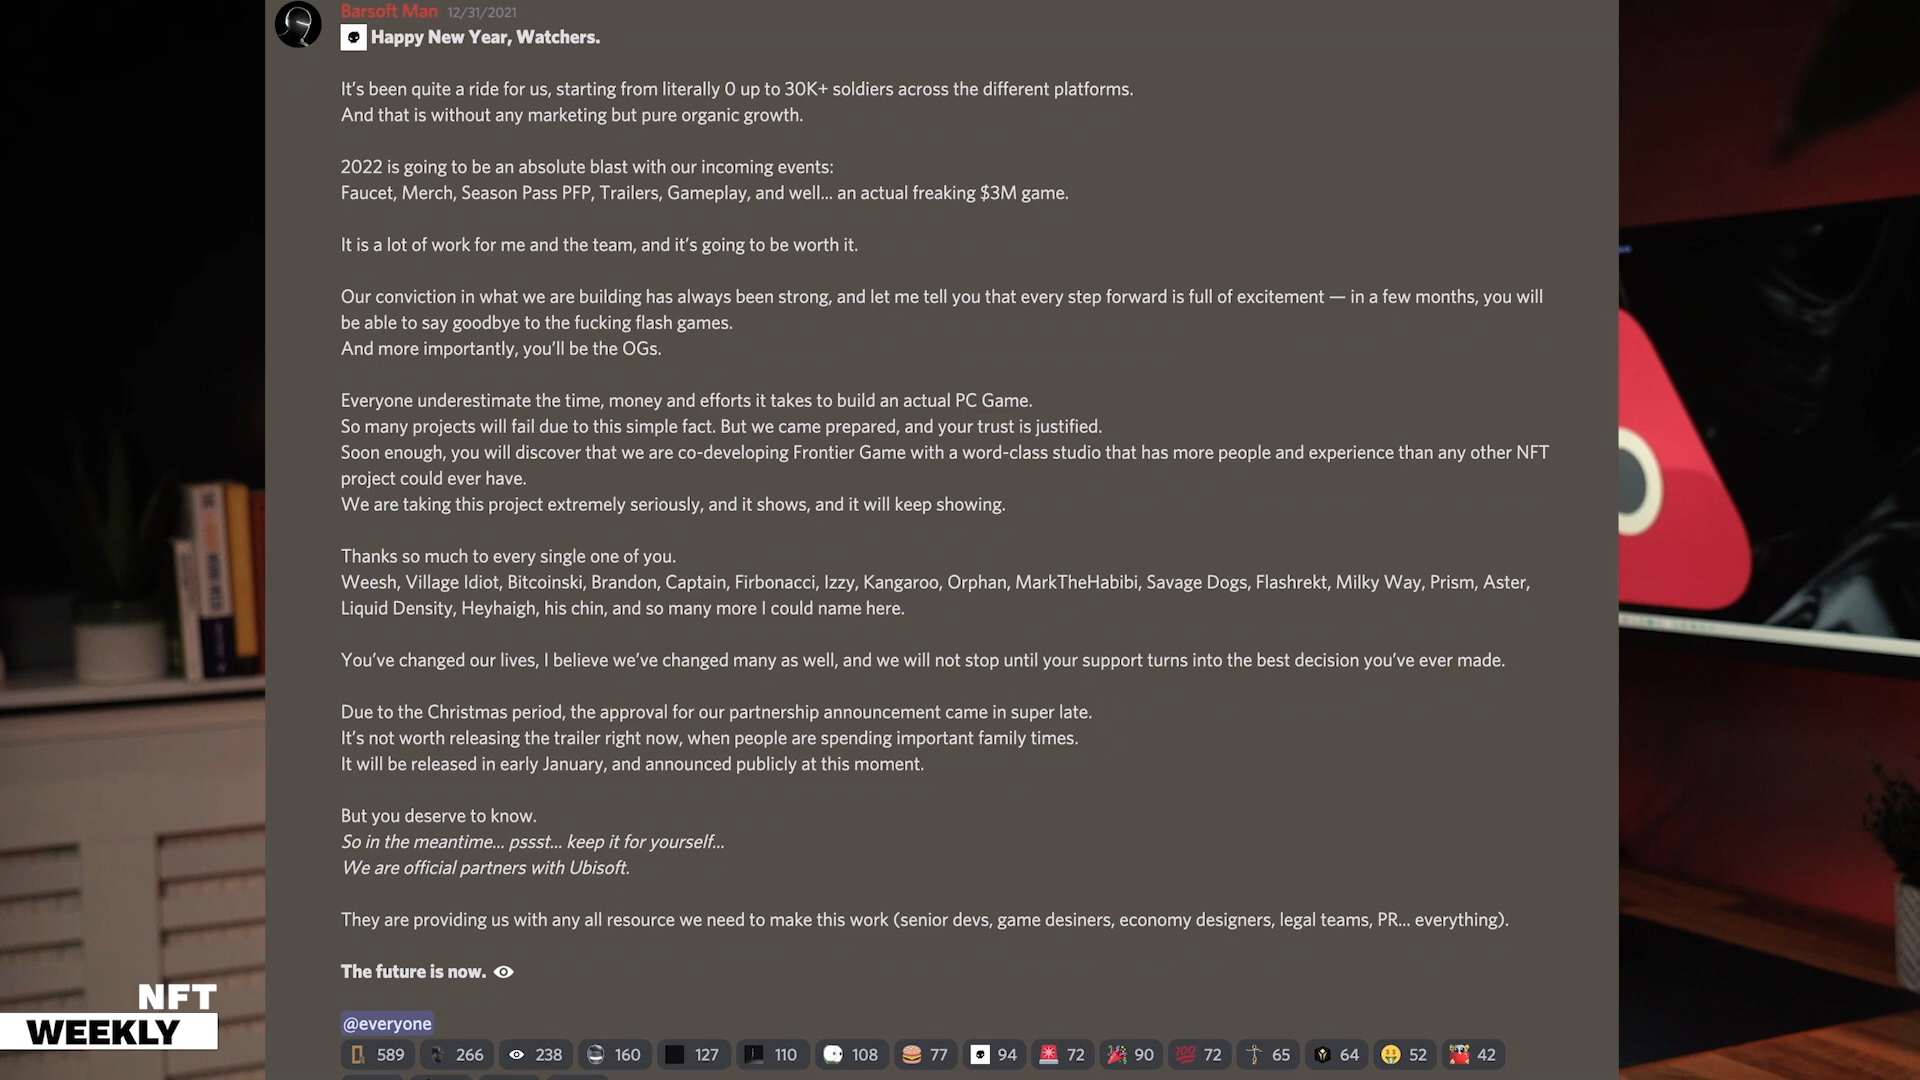 Barsoft Man 12/31/2021
Happy New Year, Watchers.
It's been quite a ride for us, starting from literally 0 up to 30K+ soldiers across the different platforms.
And that is without any marketing but pure organic growth.
2022 is going to be an absolute blast with our incoming events:
Faucet, Merch, Season Pass PFP, Trailers, Gameplay, and well... an actual freaking $3M game.
It is a lot of work for me and the team, and it's going to be worth it.
Our conviction in what we are building has always been strong, and let me tell you that every step forward is full of excitement — in a few months, you will
be able to say goodbye to the fucking flash games.
And more importantly, you'll be the OGs.
Everyone underestimate the time, money and efforts it takes to build an actual PC Game.
So many projects will fail due to this simple fact. But we came prepared, and your trust is justified.
Soon enough, you will discover that we are co-developing Frontier Game with a word-class studio that has more people and experience than any other NFT
project could ever have.
We are taking this project extremely seriously, and it shows, and it will keep showing.
Thanks so much to every single one of you.
Weesh, Village Idiot, Bitcoinski, Brandon, Captain, Firbonacci, Izzy, Kangaroo, Orphan, MarkTheHabibi, Savage Dogs, Flashrekt, Milky Way, Prism, Aster,
Liquid Density, Heyhaigh, his chin, and so many more I could name here.
You've changed our lives, I believe we've changed many as well, and we will not stop until your support turns into the best decision you've ever made.
Due to the Christmas period, the approval for our partnership announcement came in super late.
It's not worth releasing the trailer right now, when people are spending important family times.
It will be released in early January, and announced publicly at this moment.
But you deserve to know.
So in the meantime... pssst... keep it for yourself...
We are official partners with Ubisoft.
They are providing us with any all resource we need to make this work (senior devs, game desiners, economy designers, legal teams, PR... everything).
The future is now.
@everyone
589 266 238 160 127 110 108 77 94 72 90 72 65 64 52 42
NFT
WEEKLY